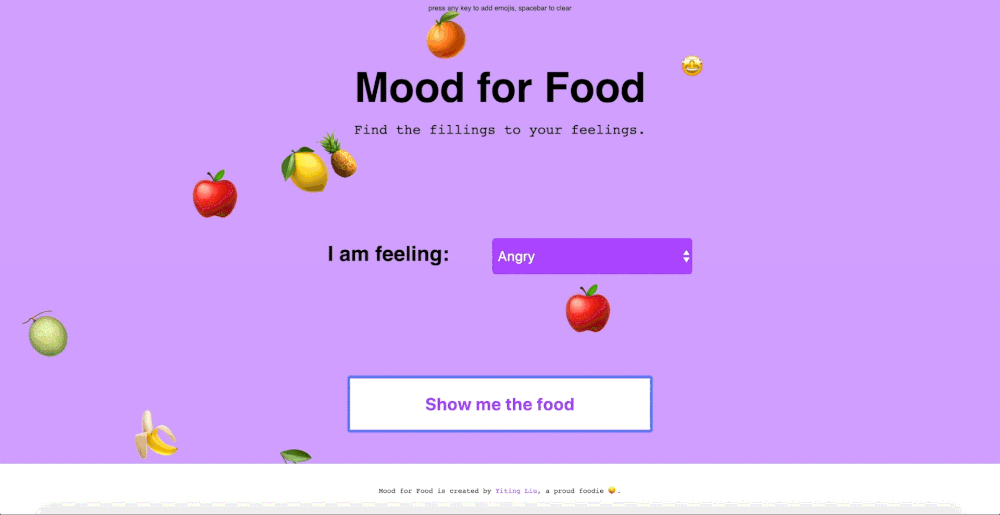 press any key to add emojis, spacebar to clear
Mood for Food
Find the fillings to your feelings.
I am feeling:
Angry
Show me the food
Mood for Food is created by Yiting Liu, a proud foodie 😝.